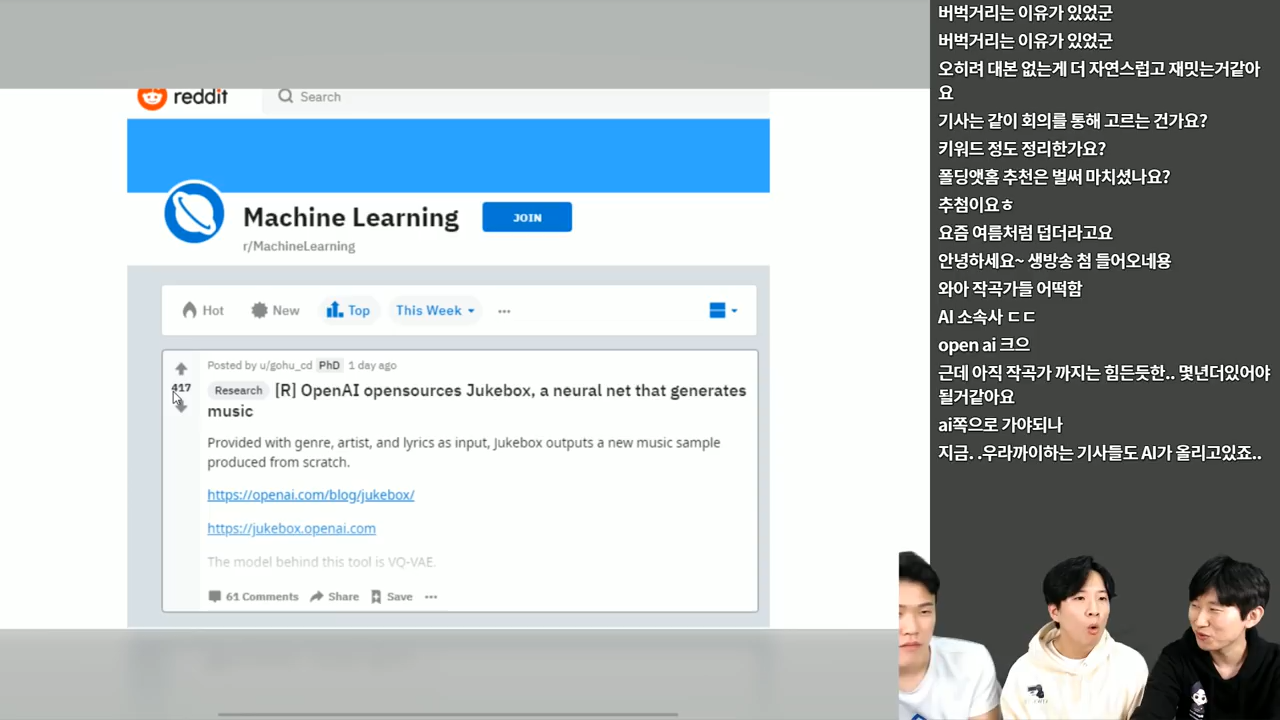 reddit
Search
Machine Learning
JOIN
r/MachineLearning
Hot
New
Top
This Week
Posted by u/gohu_cd PhD 1 day ago
417
Research [R] OpenAI opensources Jukebox, a neural net that generates
music
Provided with genre, artist, and lyrics as input, Jukebox outputs a new music sample
produced from scratch.
https://openai.com/blog/jukebox/
https://jukebox.openai.com
The model behind this tool is VQ-VAE.
61 Comments Share Save
버벅거리는 이유가 있었군
버벅거리는 이유가 있었군
오히려 대본 없는게 더 자연스럽고 재밋는거같아
요
기사는 같이 회의를 통해 고르는 건가요?
키워드 정도 정리한가요?
폴딩앳홈 추천은 벌써 마치셨나요?
추첨이요ㅎ
요즘 여름처럼 덥더라고요
안녕하세요~ 생방송 첨 들어오네용
와아 작곡가들 어떡함
AI 소속사 ㄷㄷ
open ai 크으
근데 아직 작곡가 까지는 힘든듯한.. 몇년더있어야
될거같아요
ai쪽으로 가야되나
지금. .우라까이하는 기사들도 AI가 올리고있죠..